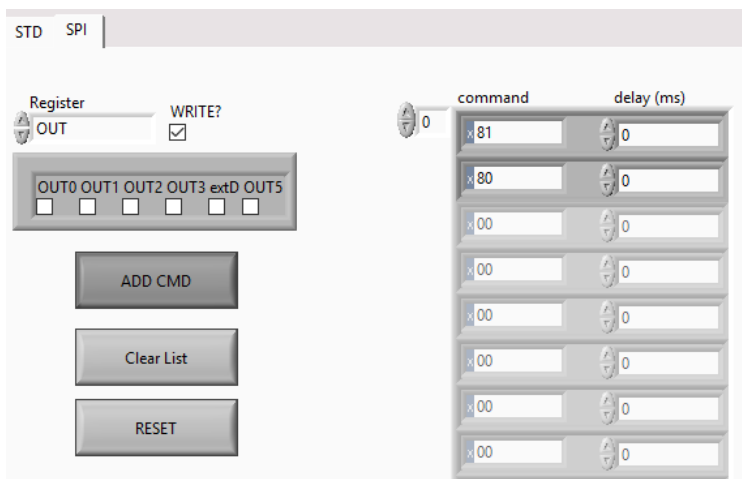 STD SPI
Register
WRITE?
OUT
OUT0 OUT1 OUT2 OUT3 extD OUT5
ADD CMD
Clear List
RESET
command delay (ms)
0
x 81 0
x 80 0
x 00 0
x 00 0
x 00 0
x 00 0
x 00 0
x 00 0